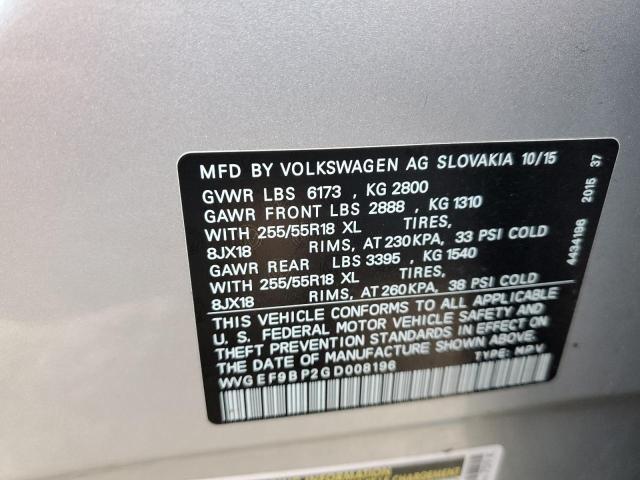 MFD BY VOLKSWAGEN AG SLOVAKIA 10/15
GVWR LBS 6173 , KG 2800
GAWR FRONT LBS 2888 , KG 1310
WITH 255/55R18 XL TIRES,
8JX18 RIMS, AT 230KPA, 33 PSI COLD
GAWR REAR LBS 3395 , KG 1540
WITH 255/55R18 XL TIRES,
8JX18 RIMS, AT 260KPA, 38 PSI COLD
THIS VEHICLE CONFORMS TO ALL APPLICABLE
U. S. FEDERAL MOTOR VEHICLE SAFETY AND
THEFT PREVENTION STANDARDS IN EFFECT ON
THE DATE OF MANUFACTURE SHOWN ABOVE.
WVGEF9BP2GD008196 TYPE: MPV
4434196 2015 37
INFORMATION